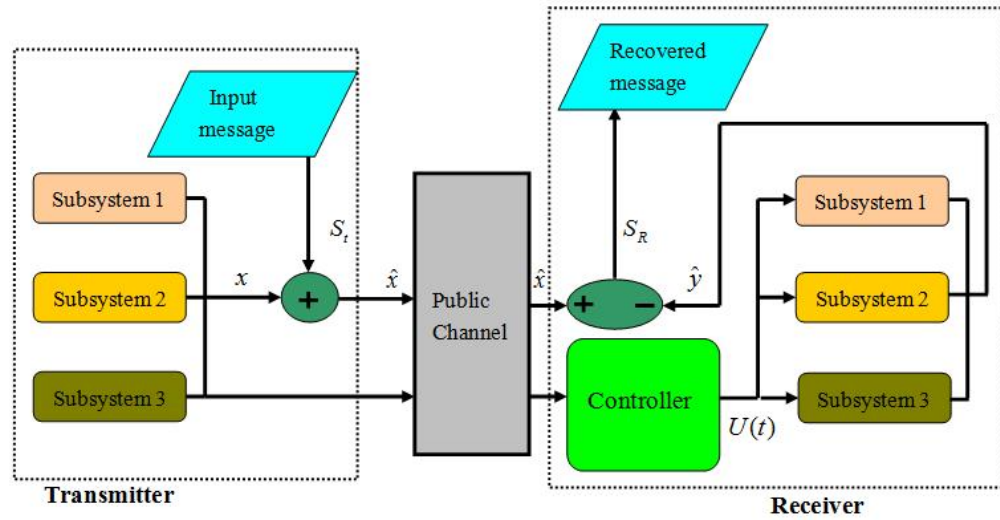 Input
message
Subsystem 1
Subsystem 2
Subsystem 3
x
S_t
+
x̂
Transmitter
Public
Channel
Recovered
message
S_R
x̂
+
−
ŷ
Controller
U(t)
Subsystem 1
Subsystem 2
Subsystem 3
Receiver